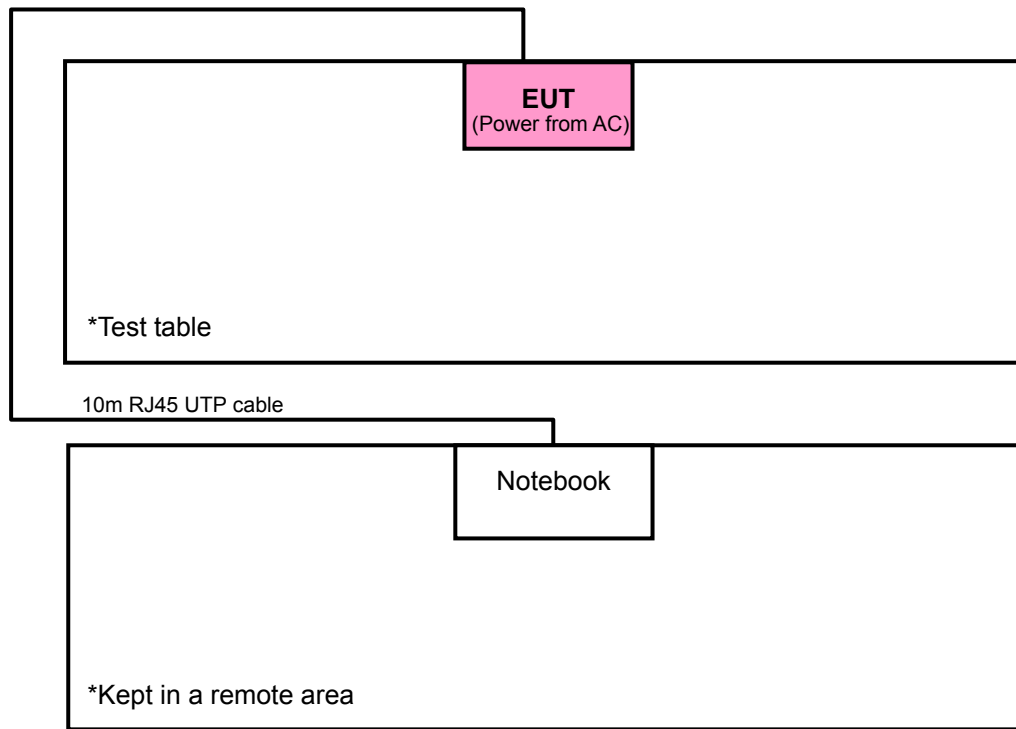 EUT
(Power from AC)
*Test table
10m RJ45 UTP cable
Notebook
*Kept in a remote area